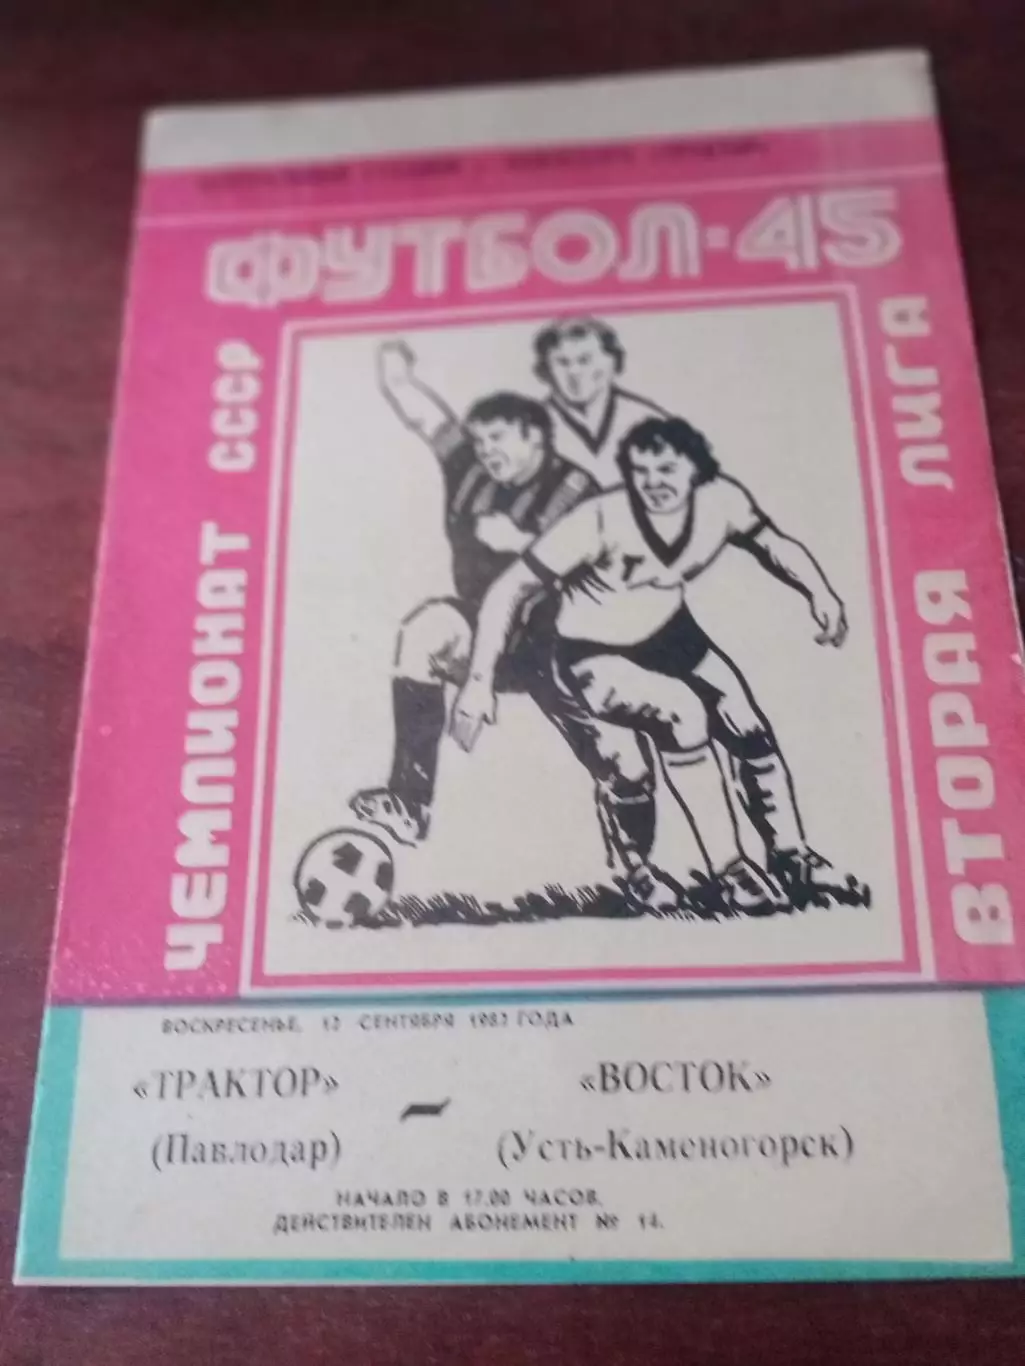 ФУТБОЛ-45
ЧЕМПИОНАТ СССР
ВТОРАЯ ЛИГА
Т
ВОСКРЕСЕНЬЕ, СЕНТЯБРЯ ГОДА
«ТРАКТОР» – «ВОСТОК»
(Павлодар) (Усть-Каменогорск)
НАЧАЛО В 17.00 ЧАСОВ.
ДЕЙСТВИТЕЛЕН АБОНЕМЕНТ № 14.